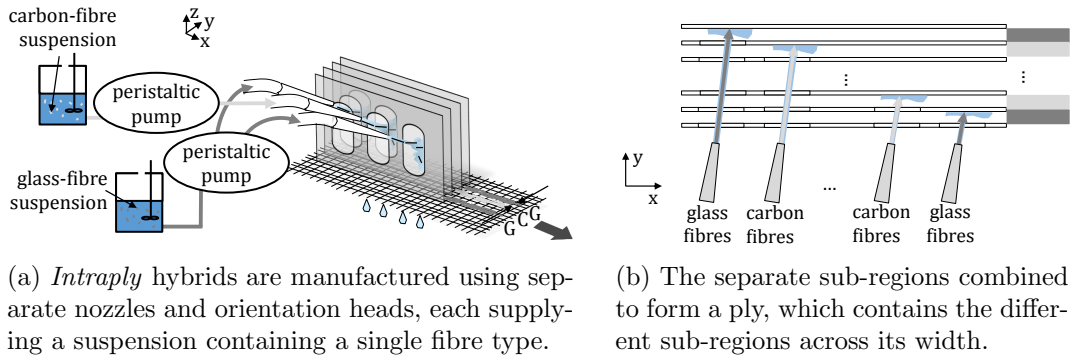 carbon-fibre
suspension
z
y
x
peristaltic
pump
peristaltic
pump
glass-fibre
suspension
G
C
G
(a) Intraply hybrids are manufactured using sep-
arate nozzles and orientation heads, each supply-
ing a suspension containing a single fibre type.
...
...
y
x
...
glass
fibres
carbon
fibres
carbon
fibres
glass
fibres
(b) The separate sub-regions combined
to form a ply, which contains the differ-
ent sub-regions across its width.